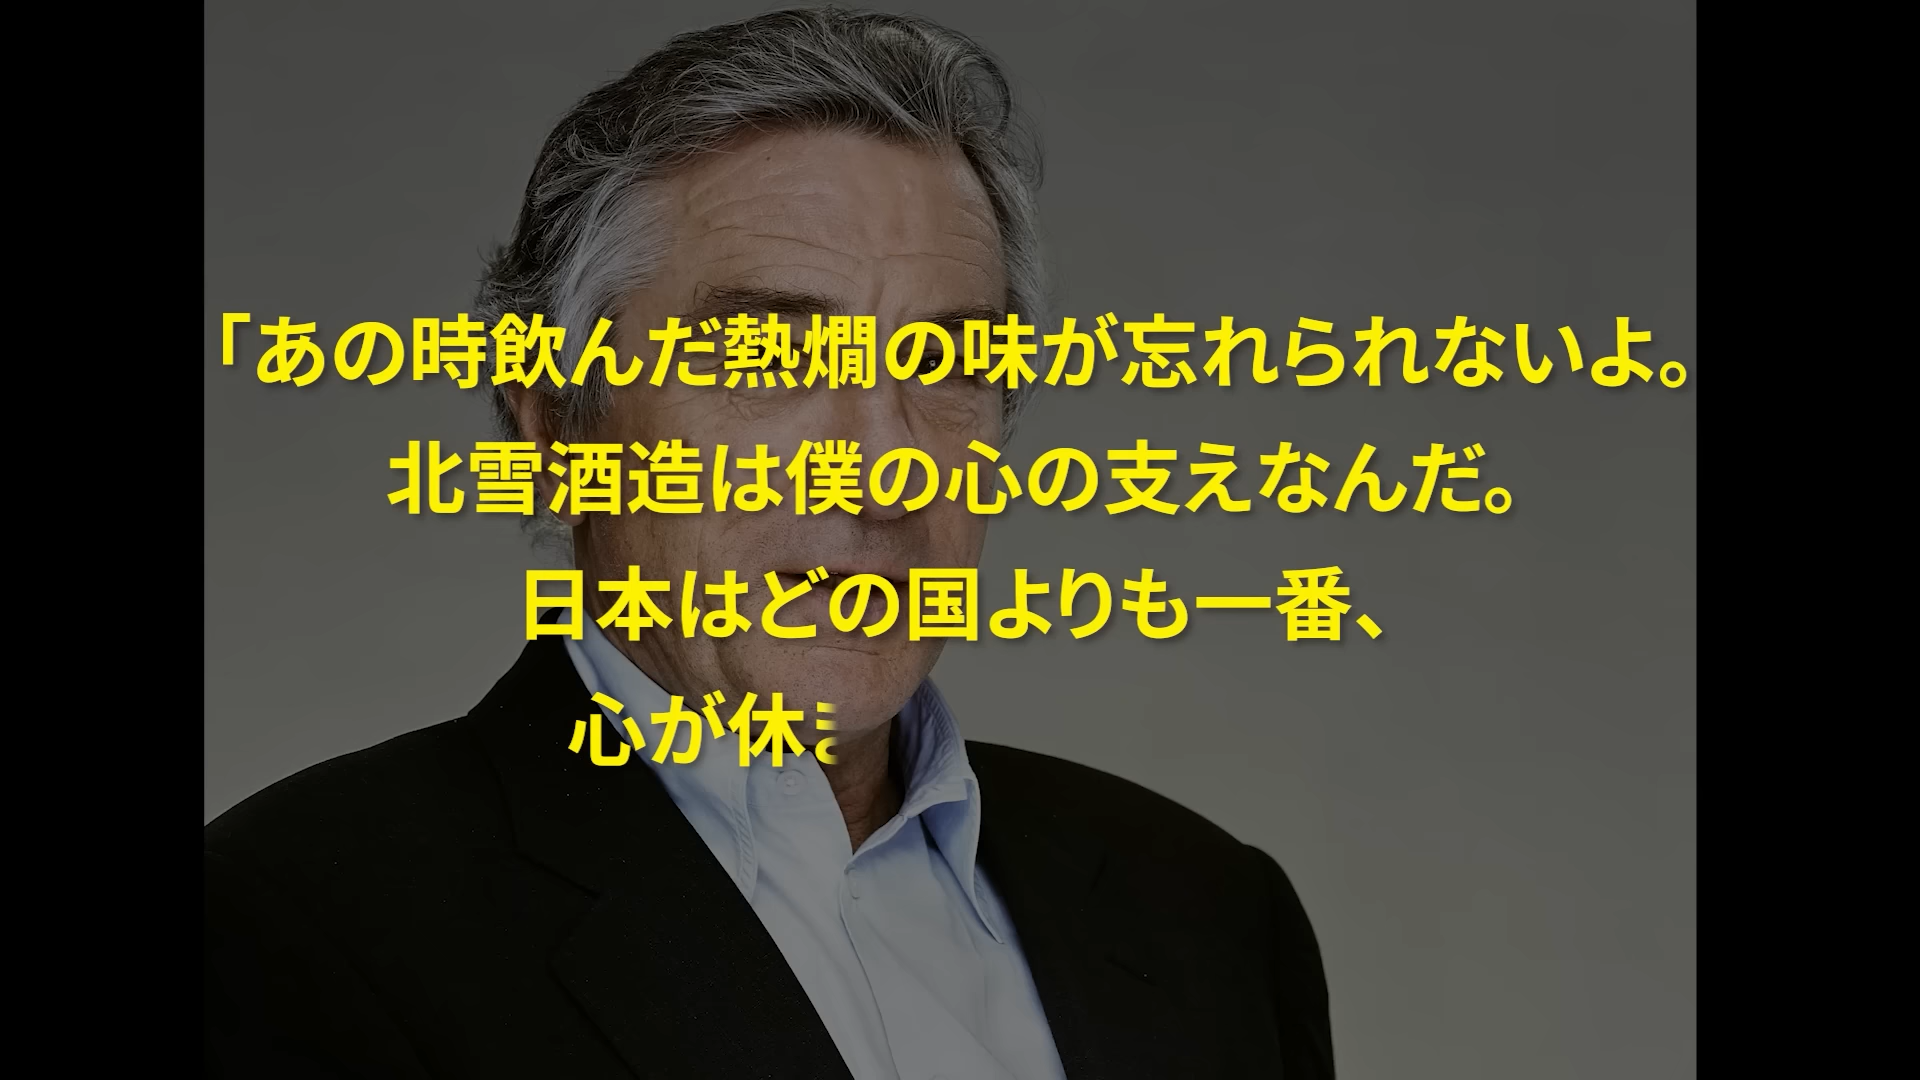 「あの時飲んだ熱燗の味が忘れられないよ。
北雪酒造は僕の心の支えなんだ。
日本はどの国よりも一番、
心が休ま